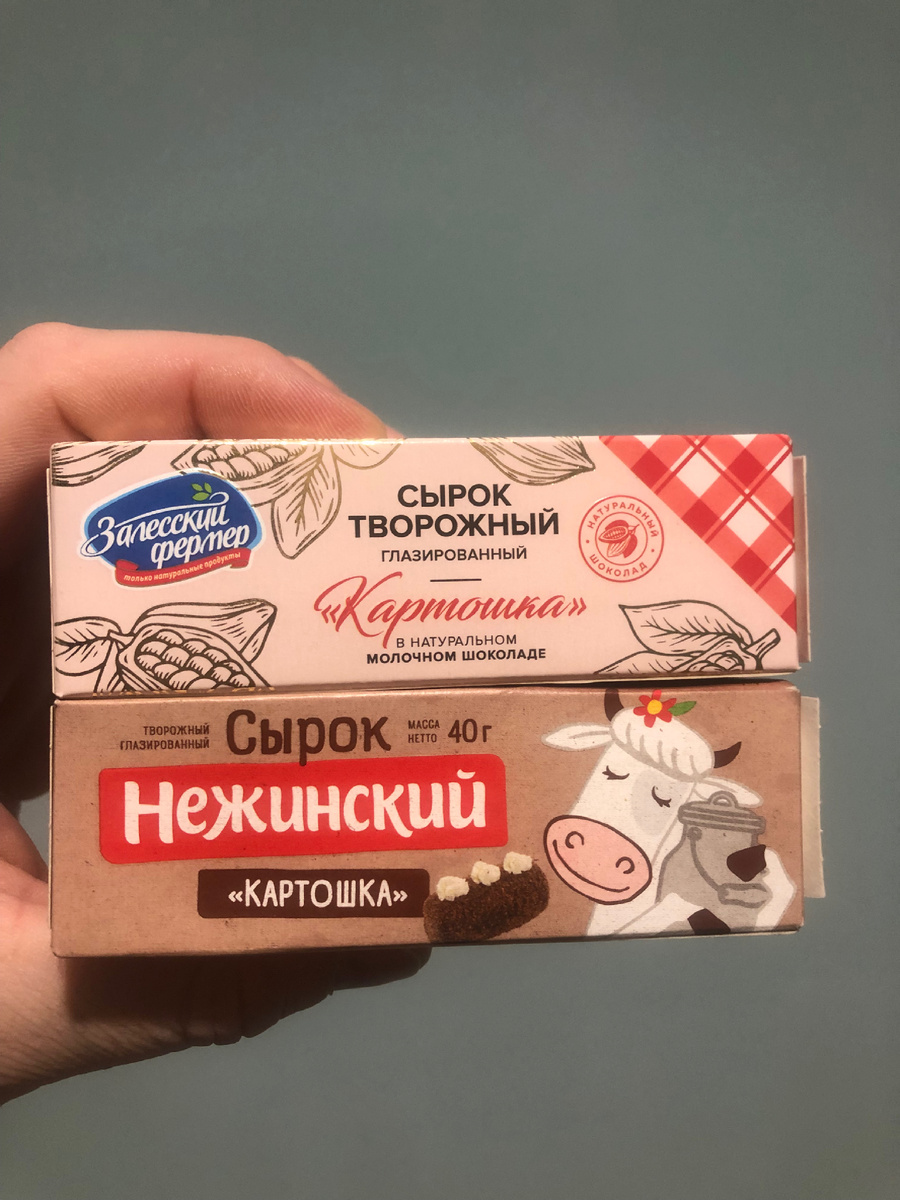 Залесский
фермер
только натуральные продукты
СЫРОК
ТВОРОЖНЫЙ
ГЛАЗИРОВАННЫЙ
«Картошка»
В НАТУРАЛЬНОМ
МОЛОЧНОМ ШОКОЛАДЕ
НАТУРАЛЬНЫЙ
ШОКОЛАД
ТВОРОЖНЫЙ
ГЛАЗИРОВАННЫЙ
Сырок
МАССА
НЕТТО
40 г
Нежинский
«КАРТОШКА»